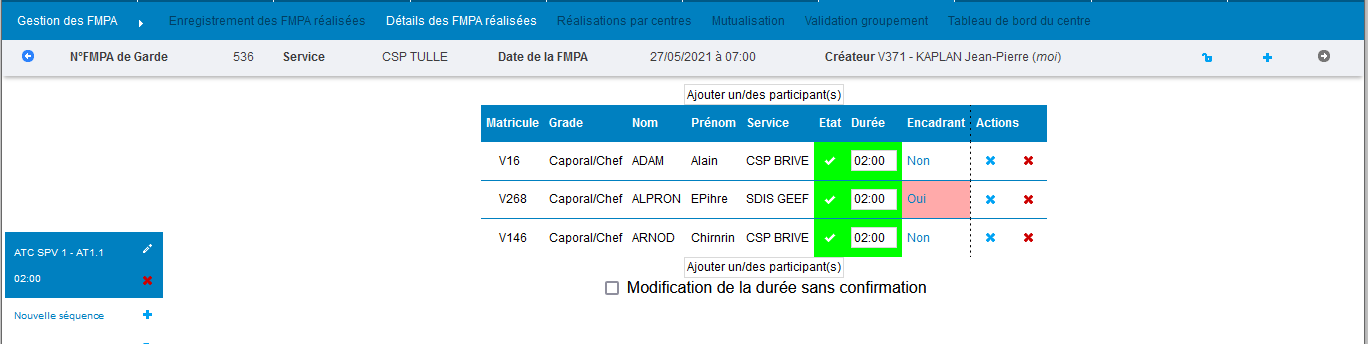 Gestion des FMPA Enregistrement des FMPA réalisées Détails des FMPA réalisées Réalisations par centres Mutualisation Validation groupement Tableau de bord du centre
N°FMPA de Garde 536 Service CSP TULLE Date de la FMPA 27/05/2021 à 07:00 Créateur V371 - KAPLAN Jean-Pierre (moi)
Ajouter un/des participant(s)
Matricule Grade Nom Prénom Service Etat Durée Encadrant Actions
V16 Caporal/Chef ADAM Alain CSP BRIVE 02:00 Non
V268 Caporal/Chef ALPRON EPihre SDIS GEEF 02:00 Oui
V146 Caporal/Chef ARNOD Chirnrin CSP BRIVE 02:00 Non
Ajouter un/des participant(s)
Modification de la durée sans confirmation
ATC SPV 1 - AT1.1
02:00
Nouvelle séquence